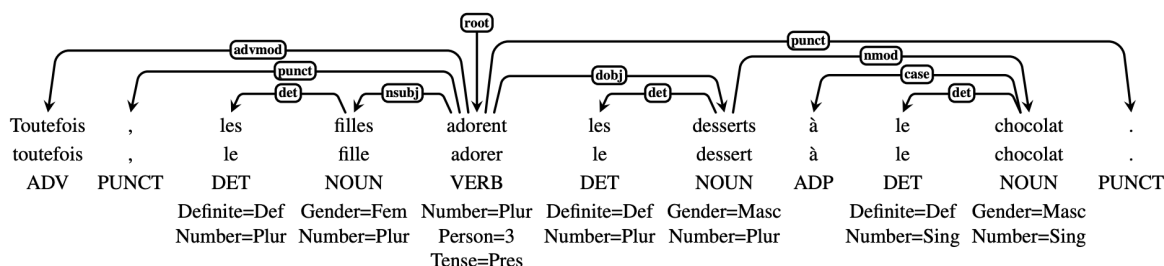 root
advmod punct
punct dobj nmod
case
det nsubj det det
Toutefois , les filles adorent les desserts à le chocolat .
toutefois , le fille adorer le dessert à le chocolat .
ADV PUNCT DET NOUN VERB DET NOUN ADP DET NOUN PUNCT
Definite=Def Gender=Fem Number=Plur Definite=Def Gender=Masc Definite=Def Gender=Masc
Number=Plur Number=Plur Person=3 Number=Plur Number=Plur Number=Sing Number=Sing
Tense=Pres